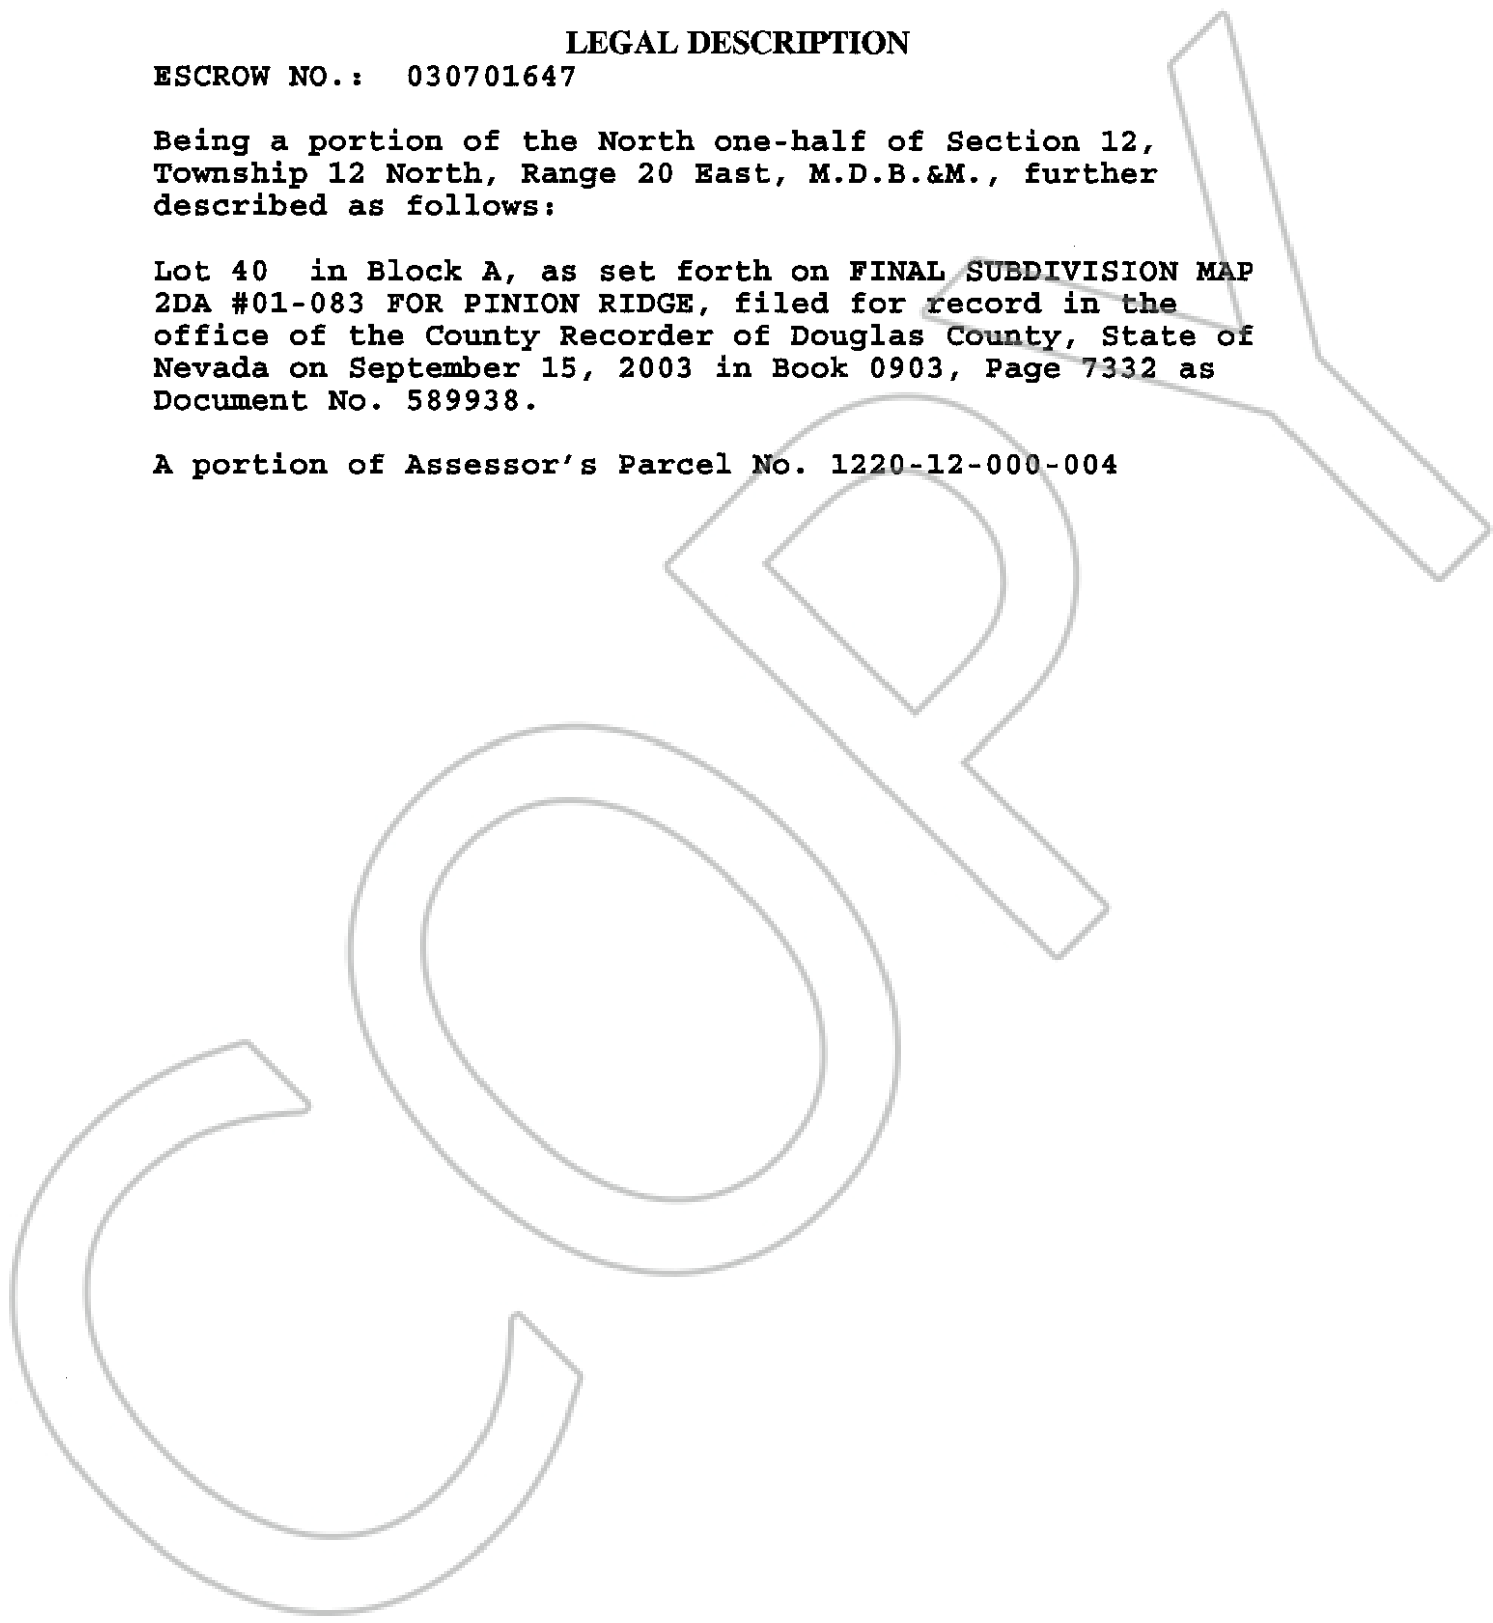 LEGAL DESCRIPTION
ESCROW NO.: 030701647
Being a portion of the North one-half of Section 12,
Township 12 North, Range 20 East, M.D.B.&M., further
described as follows:
Lot 40 in Block A, as set forth on FINAL SUBDIVISION MAP
2DA #01-083 FOR PINION RIDGE, filed for record in the
office of the County Recorder of Douglas County, State of
Nevada on September 15, 2003 in Book 0903, Page 7332 as
Document No. 589938.
A portion of Assessor's Parcel No. 1220-12-000-004
COPY